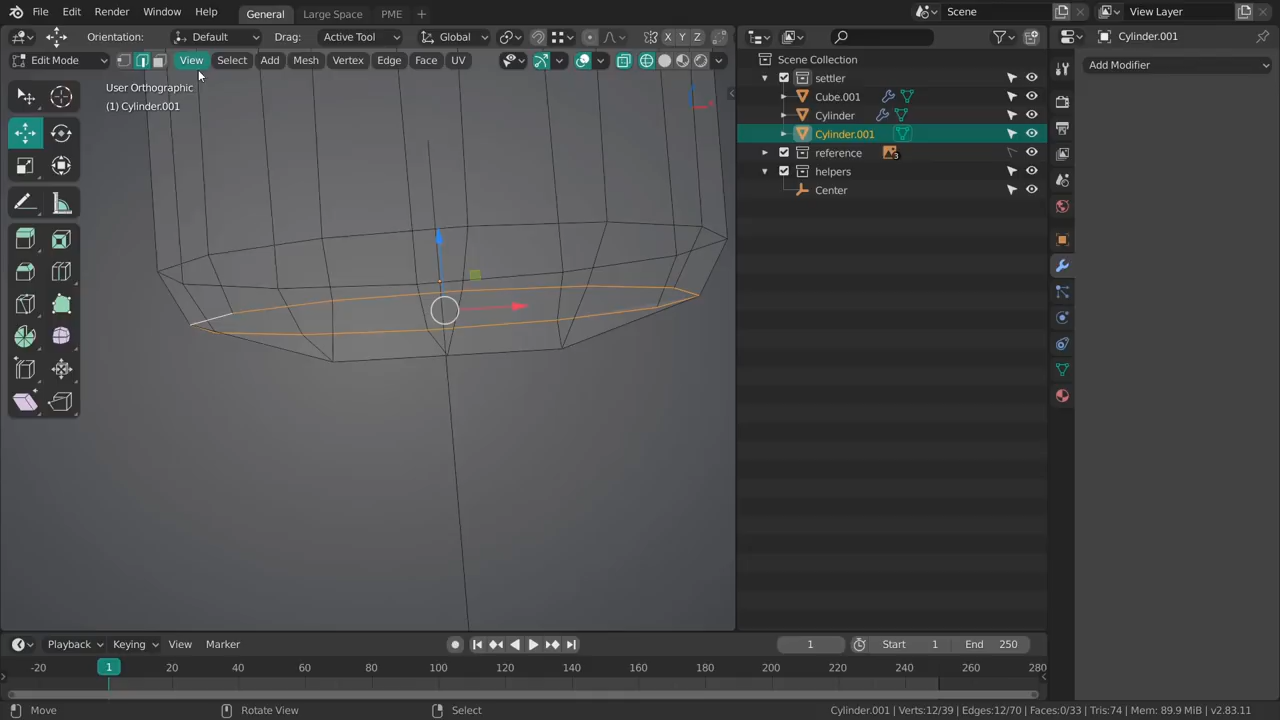 File Edit Render Window Help General Large Space PME + Scene View Layer
Orientation: Default Drag: Active Tool Global X Y Z Cylinder.001
Edit Mode View Select Add Mesh Vertex Edge Face UV
Scene Collection
Add Modifier
User Orthographic
(1) Cylinder.001
settler
Cube.001
Cylinder
Cylinder.001
reference 3
helpers
Center
Playback Keying View Marker 1 Start 1 End 250
-20 1 20 40 60 80 100 120 140 160 180 200 220 240 260 280
Move Rotate View Select Cylinder.001 | Verts:12/39 | Edges:12/70 | Faces:0/33 | Tris:74 | Mem: 89.9 MiB | v2.83.11